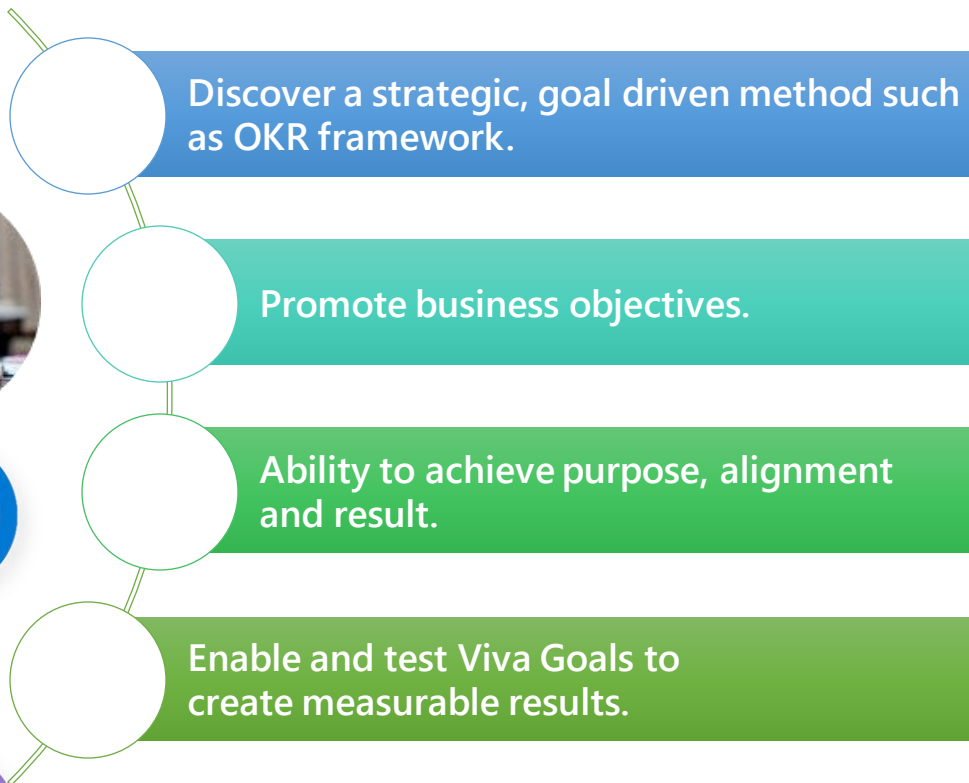 Discover a strategic, goal driven method such
as OKR framework.
Promote business objectives.
Ability to achieve purpose, alignment
and result.
Enable and test Viva Goals to
create measurable results.